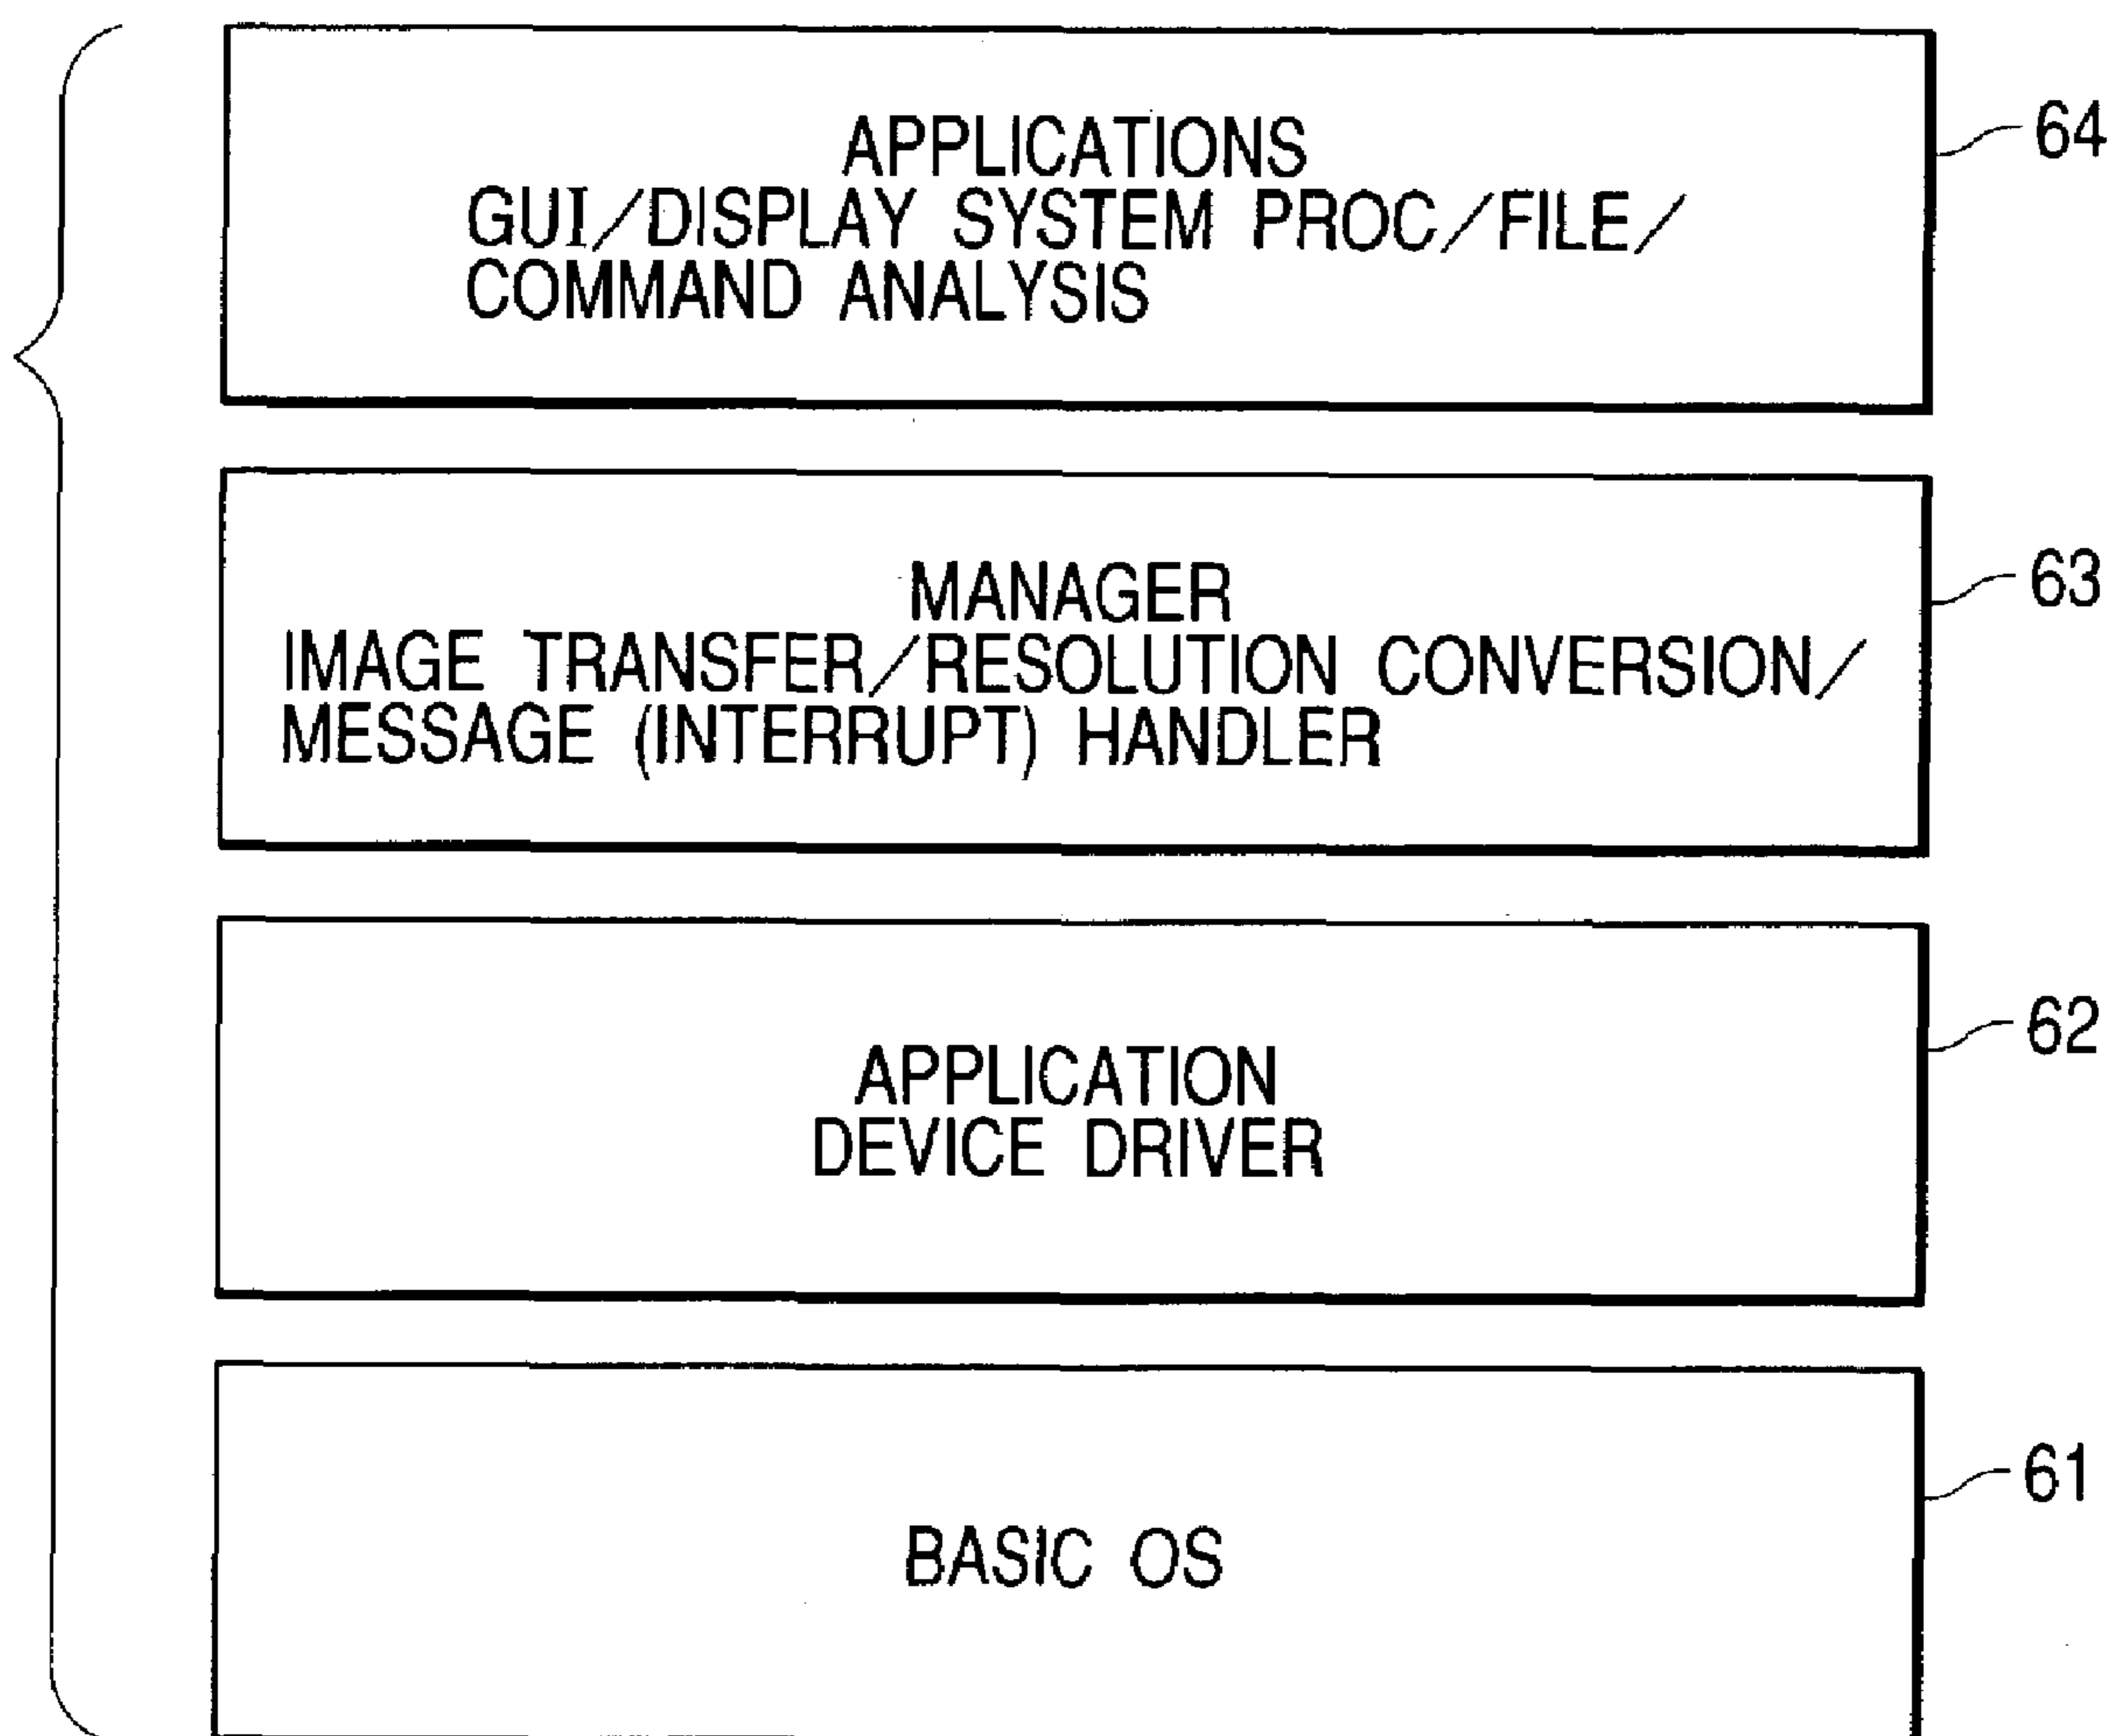 APPLICATIONS
GUI/DISPLAY SYSTEM PROC/FILE/
COMMAND ANALYSIS
64
MANAGER
IMAGE TRANSFER/RESOLUTION CONVERSION/
MESSAGE (INTERRUPT) HANDLER
63
APPLICATION
DEVICE DRIVER
62
BASIC OS
61